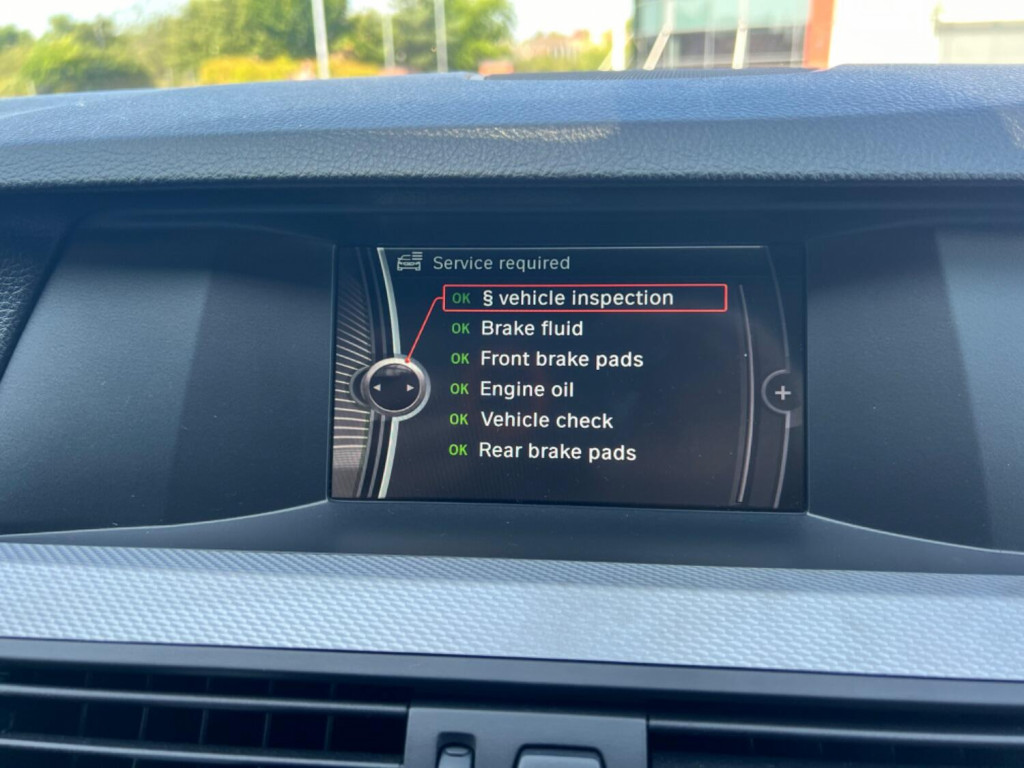 Service required
OK § vehicle inspection
OK Brake fluid
OK Front brake pads
OK Engine oil
OK Vehicle check
OK Rear brake pads